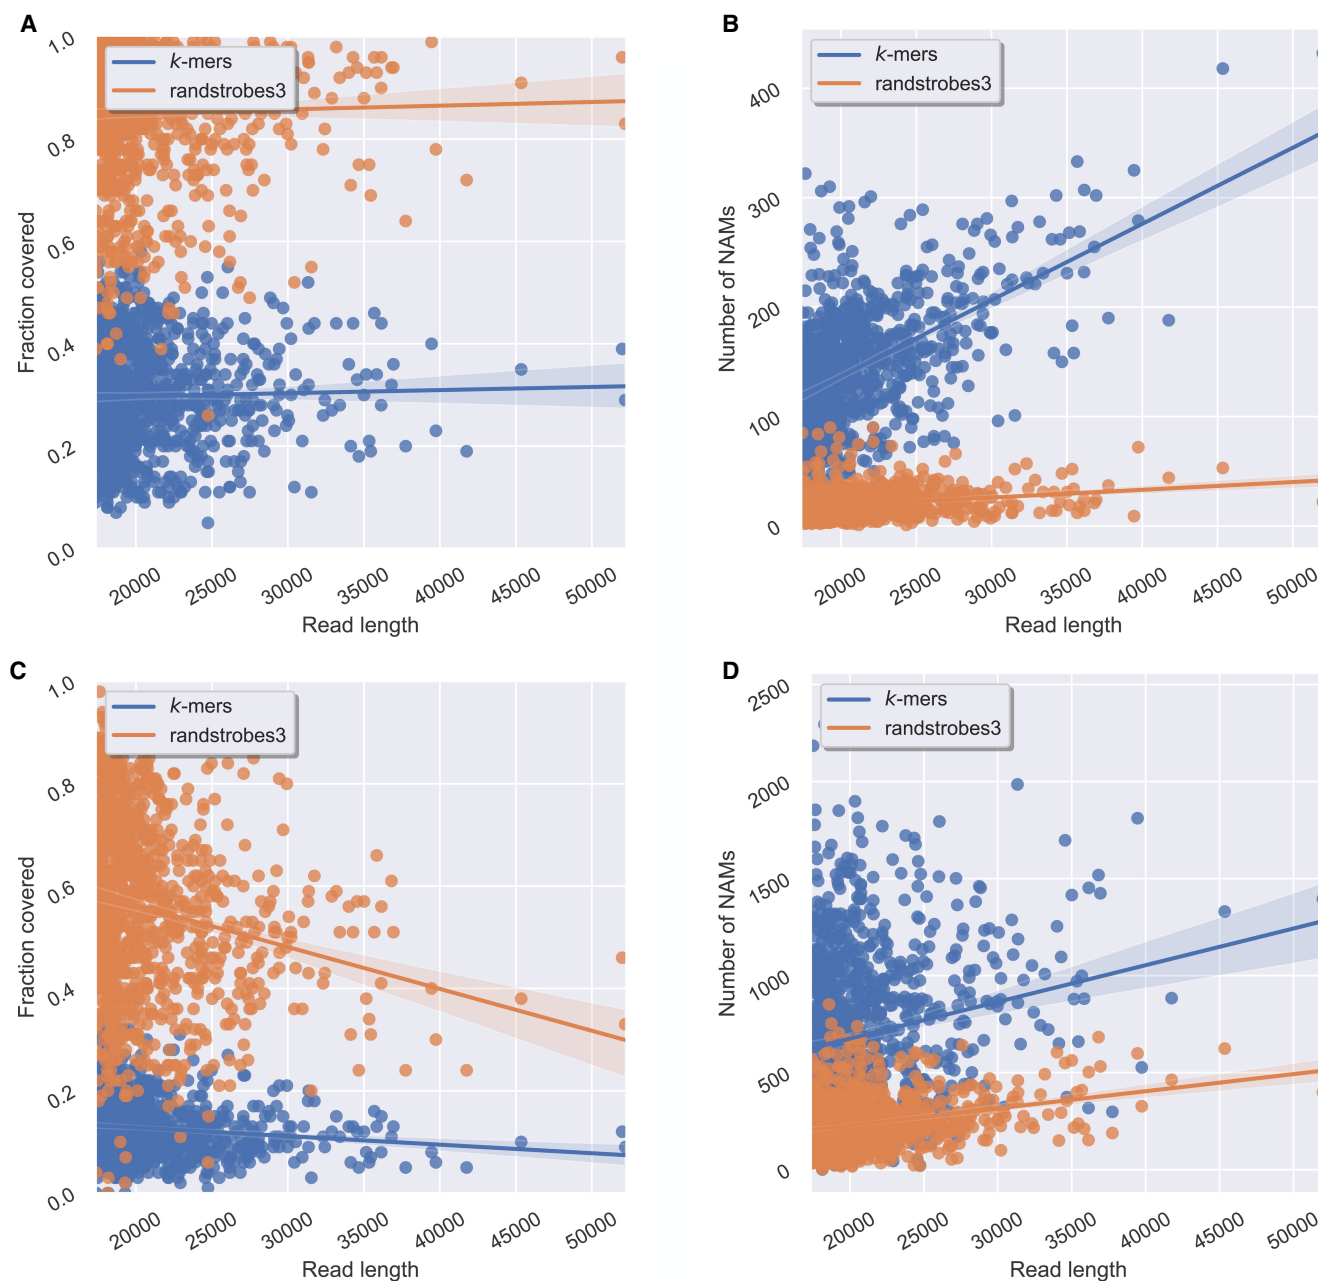 A
1.0
0.8
0.6
0.4
0.2
0.0
Fraction covered
k-mers
randstrobes3
20000
25000
30000
35000
40000
45000
50000
Read length
B
400
300
200
100
0
Number of NAMs
k-mers
randstrobes3
20000
25000
30000
35000
40000
45000
50000
Read length
C
1.0
0.8
0.6
0.4
0.2
0.0
Fraction covered
k-mers
randstrobes3
20000
25000
30000
35000
40000
45000
50000
Read length
D
2500
2000
1500
1000
500
0
Number of NAMs
k-mers
randstrobes3
20000
25000
30000
35000
40000
45000
50000
Read length